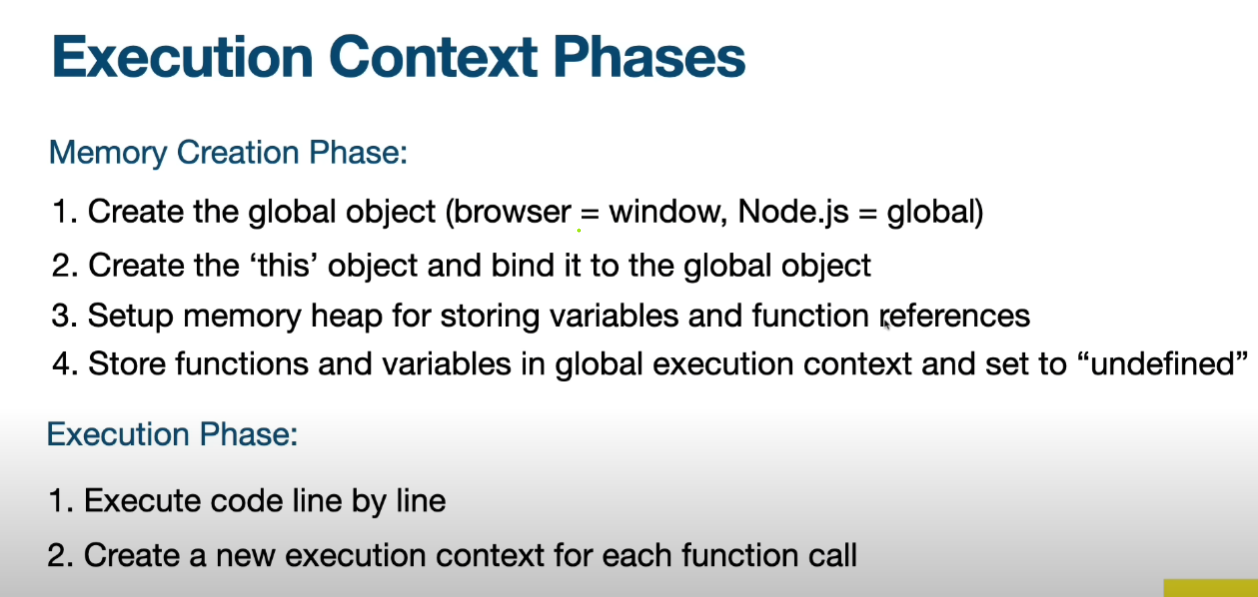 Execution Context Phases
Memory Creation Phase:
1. Create the global object (browser = window, Node.js = global)
2. Create the ‘this’ object and bind it to the global object
3. Setup memory heap for storing variables and function references
4. Store functions and variables in global execution context and set to “undefined”
Execution Phase:
1. Execute code line by line
2. Create a new execution context for each function call